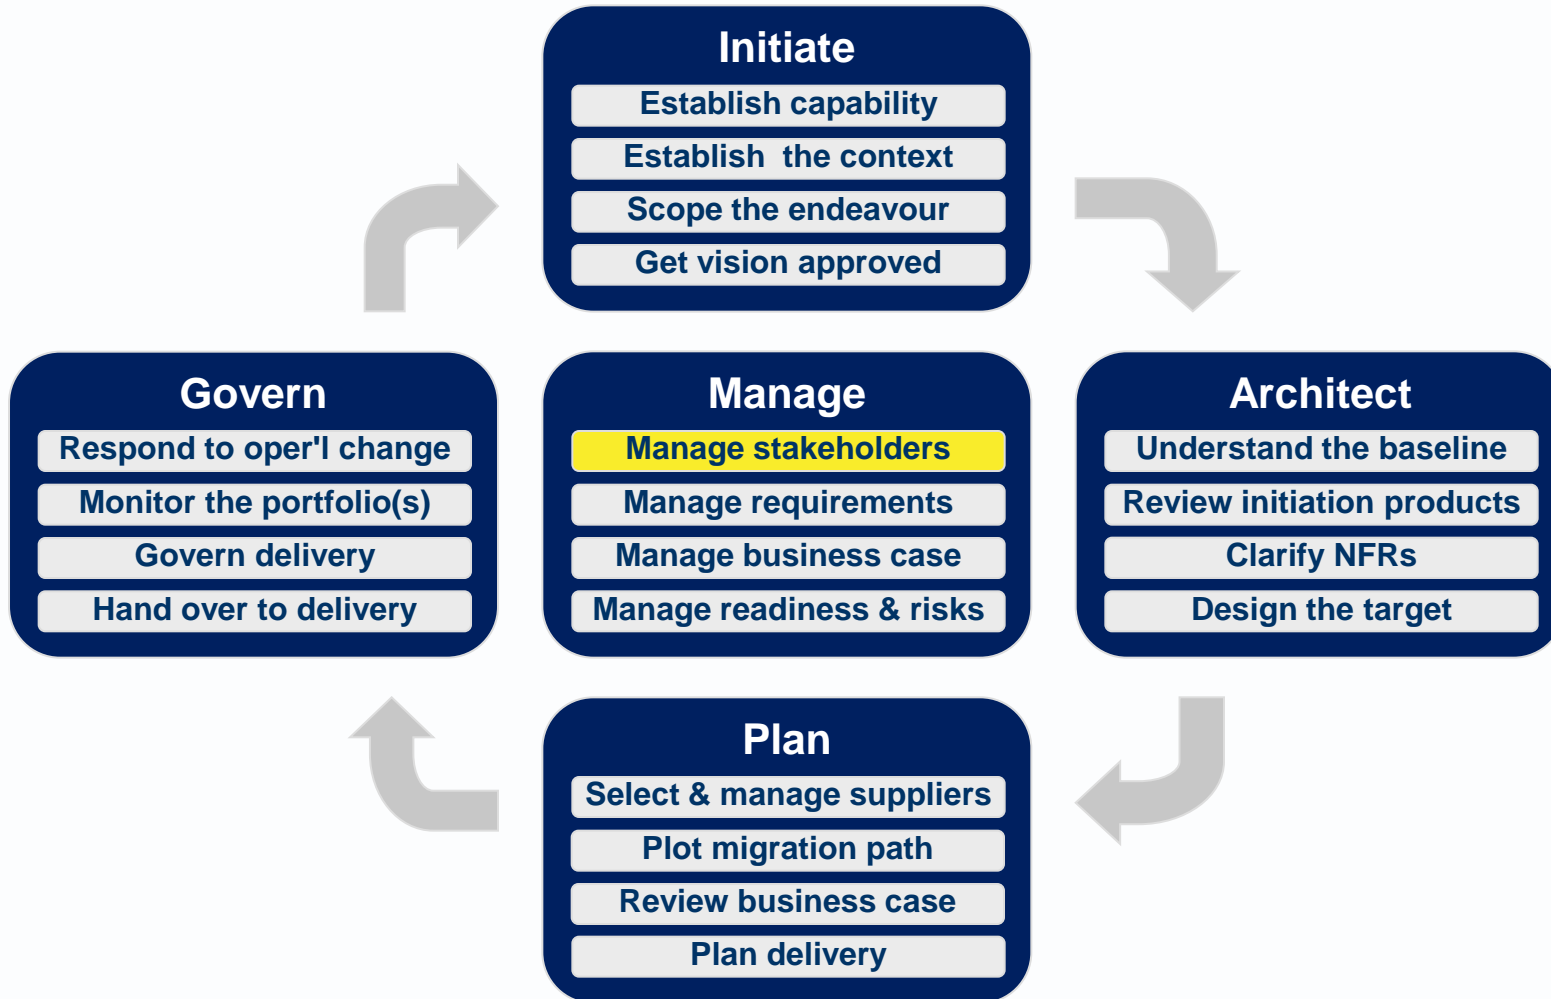 Initiate
Establish capability
Establish  the context
Scope the endeavour
Get vision approved
Govern
Respond to oper'l change
Monitor the portfolio(s)
Govern delivery
Hand over to delivery
Manage
Manage stakeholders
Manage requirements
Manage business case
Manage readiness & risks
Architect
Understand the baseline
Review initiation products
Clarify NFRs
Design the target
Plan
Select & manage suppliers
Plot migration path
Review business case
Plan delivery